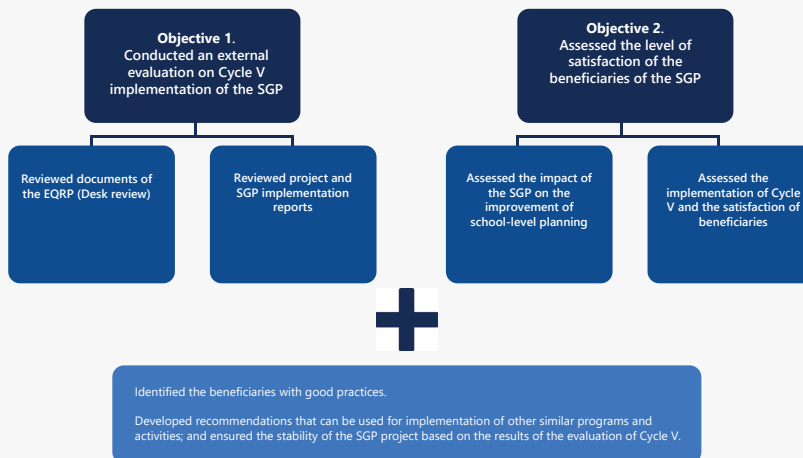 Objective 1.
Conducted an external
evaluation on Cycle V
implementation of the SGP
Objective 2.
Assessed the level of
satisfaction of the
beneficiaries of the SGP
Reviewed documents of
the EQRP (Desk review)
Reviewed project and
SGP implementation
reports
Assessed the impact of
the SGP on the
improvement of
school-level planning
Assessed the
implementation of Cycle
V and the satisfaction of
beneficiaries
Identified the beneficiaries with good practices.
Developed recommendations that can be used for implementation of other similar programs and
activities; and ensured the stability of the SGP project based on the results of the evaluation of Cycle V.